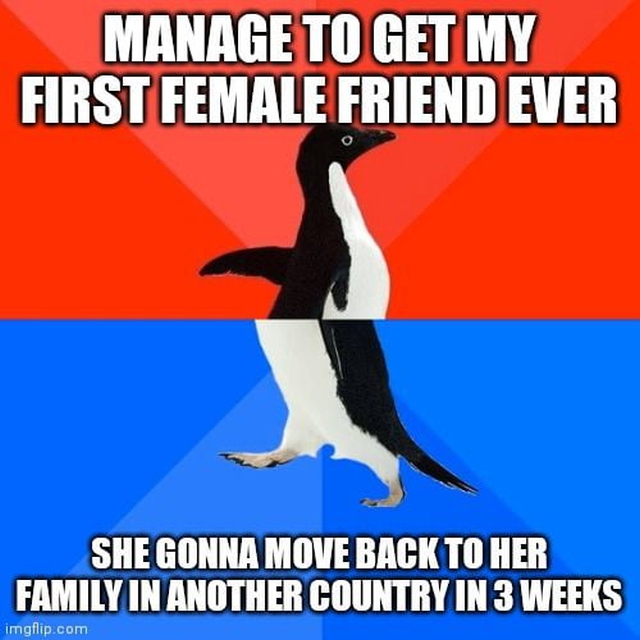 MANAGE TO GET MY
FIRST FEMALE FRIEND EVER
SHE GONNA MOVE BACK TO HER
FAMILY IN ANOTHER COUNTRY IN 3 WEEKS
imgflip.com